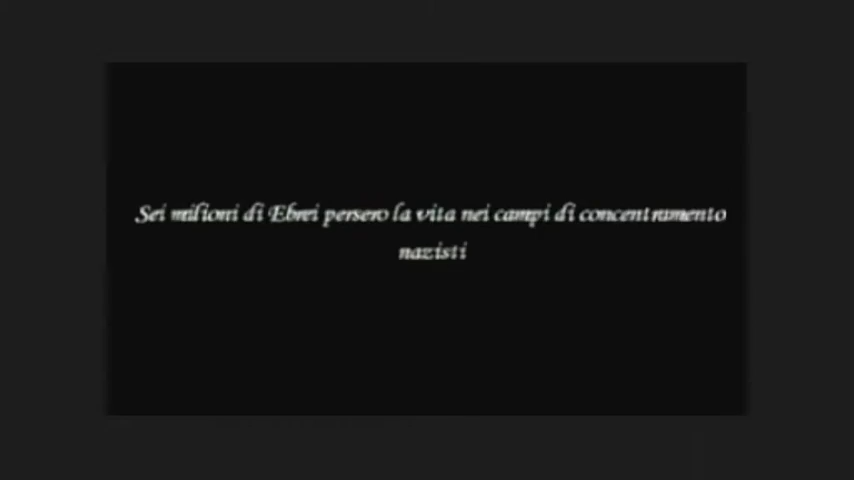 Sei milioni di Ebrei persero la vita nei campi di concentramento
nazisti